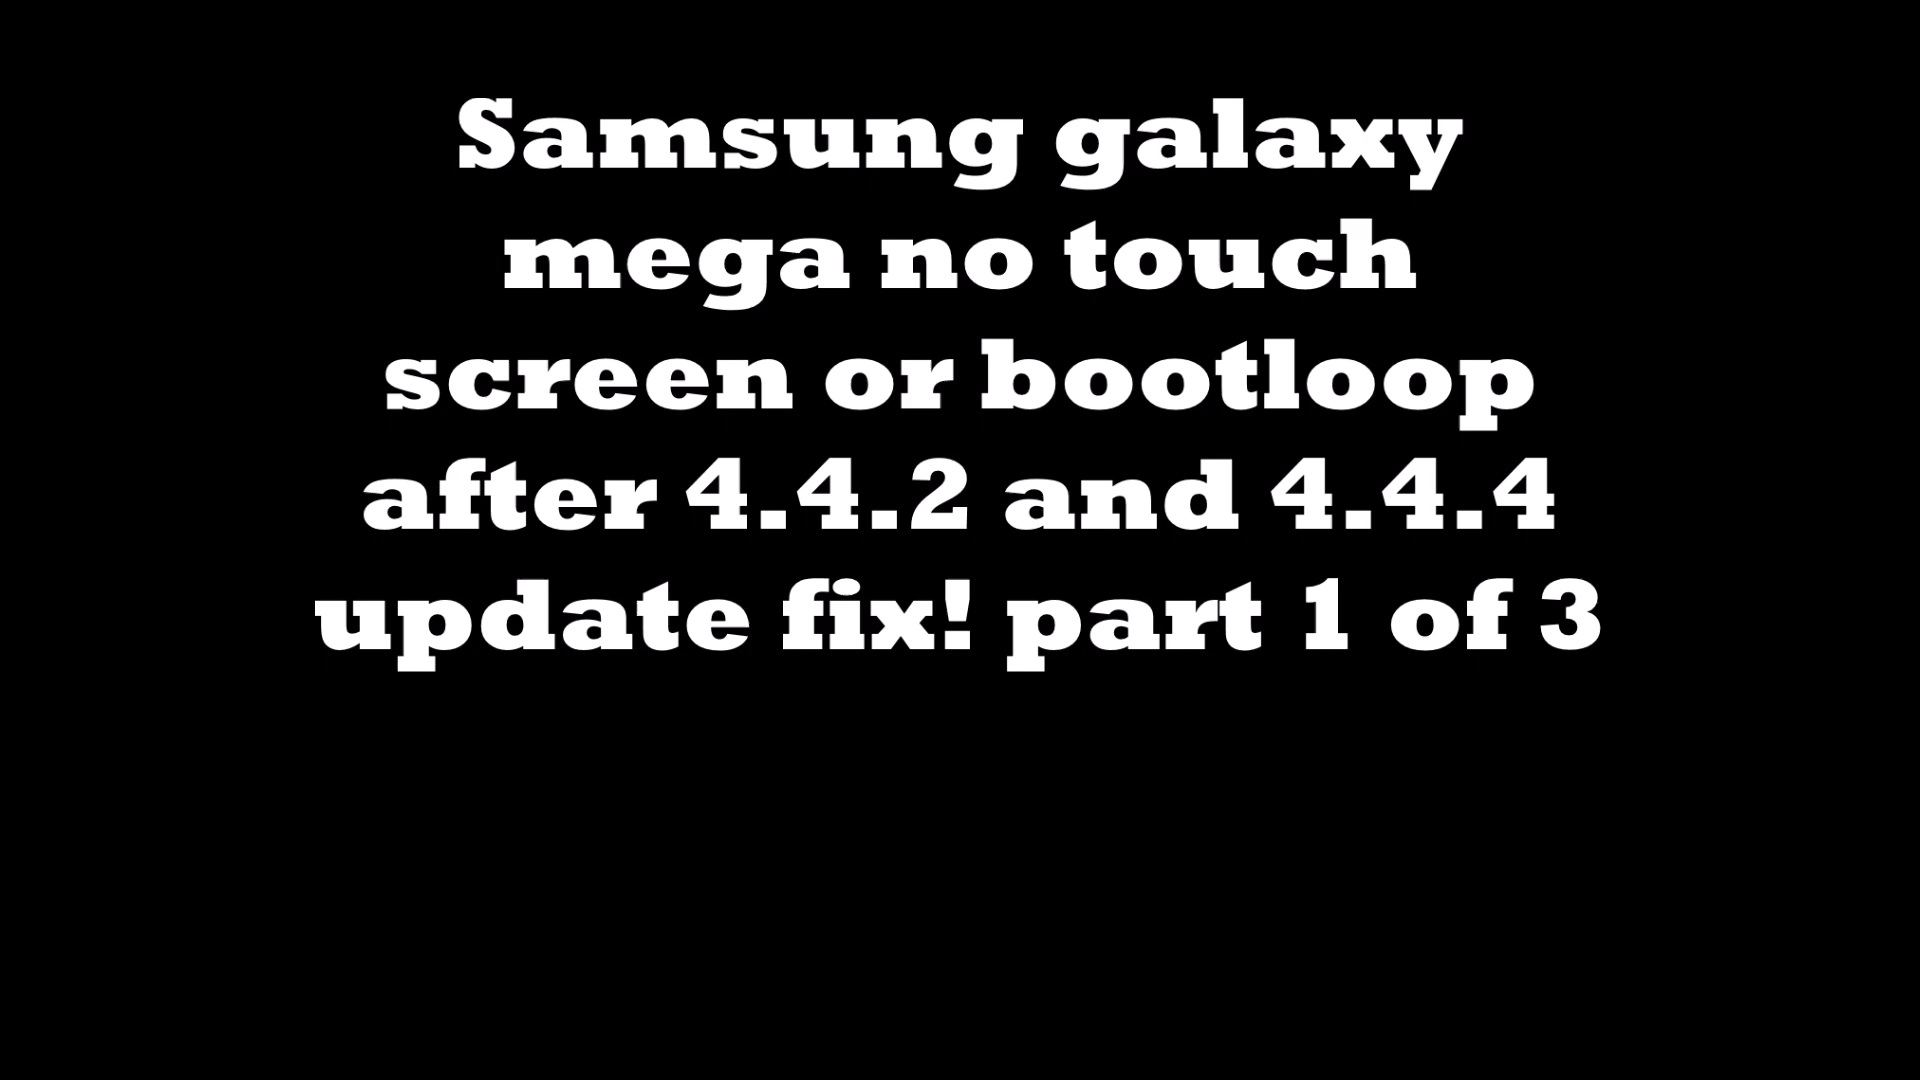 Samsung galaxy
mega no touch
screen or bootloop
after 4.4.2 and 4.4.4
update fix! part 1 of 3